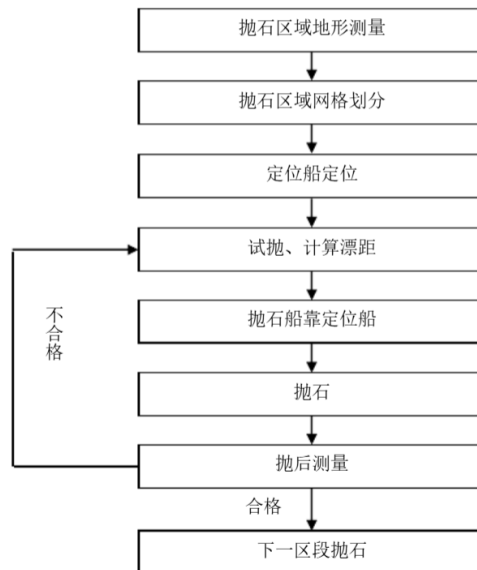 抛石区域地形测量
抛石区域网格划分
定位船定位
试抛、计算漂距
不合格
抛石船靠定位船
抛石
抛后测量
合格
下一区段抛石